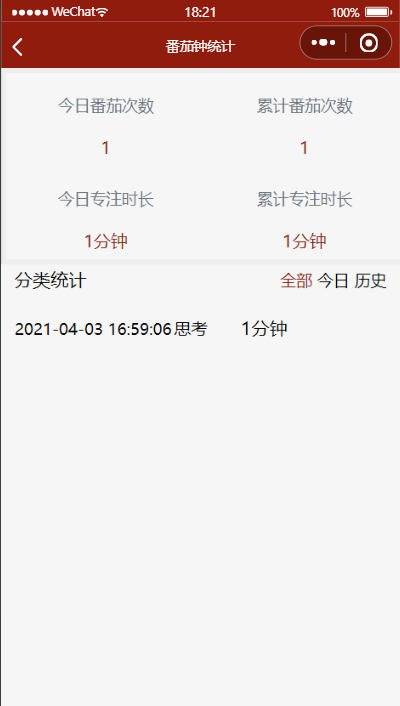 WeChat 18:21 100%
番茄钟统计
今日番茄次数 累计番茄次数
1 1
今日专注时长 累计专注时长
1分钟 1分钟
分类统计 全部 今日 历史
2021-04-03 16:59:06 思考 1分钟